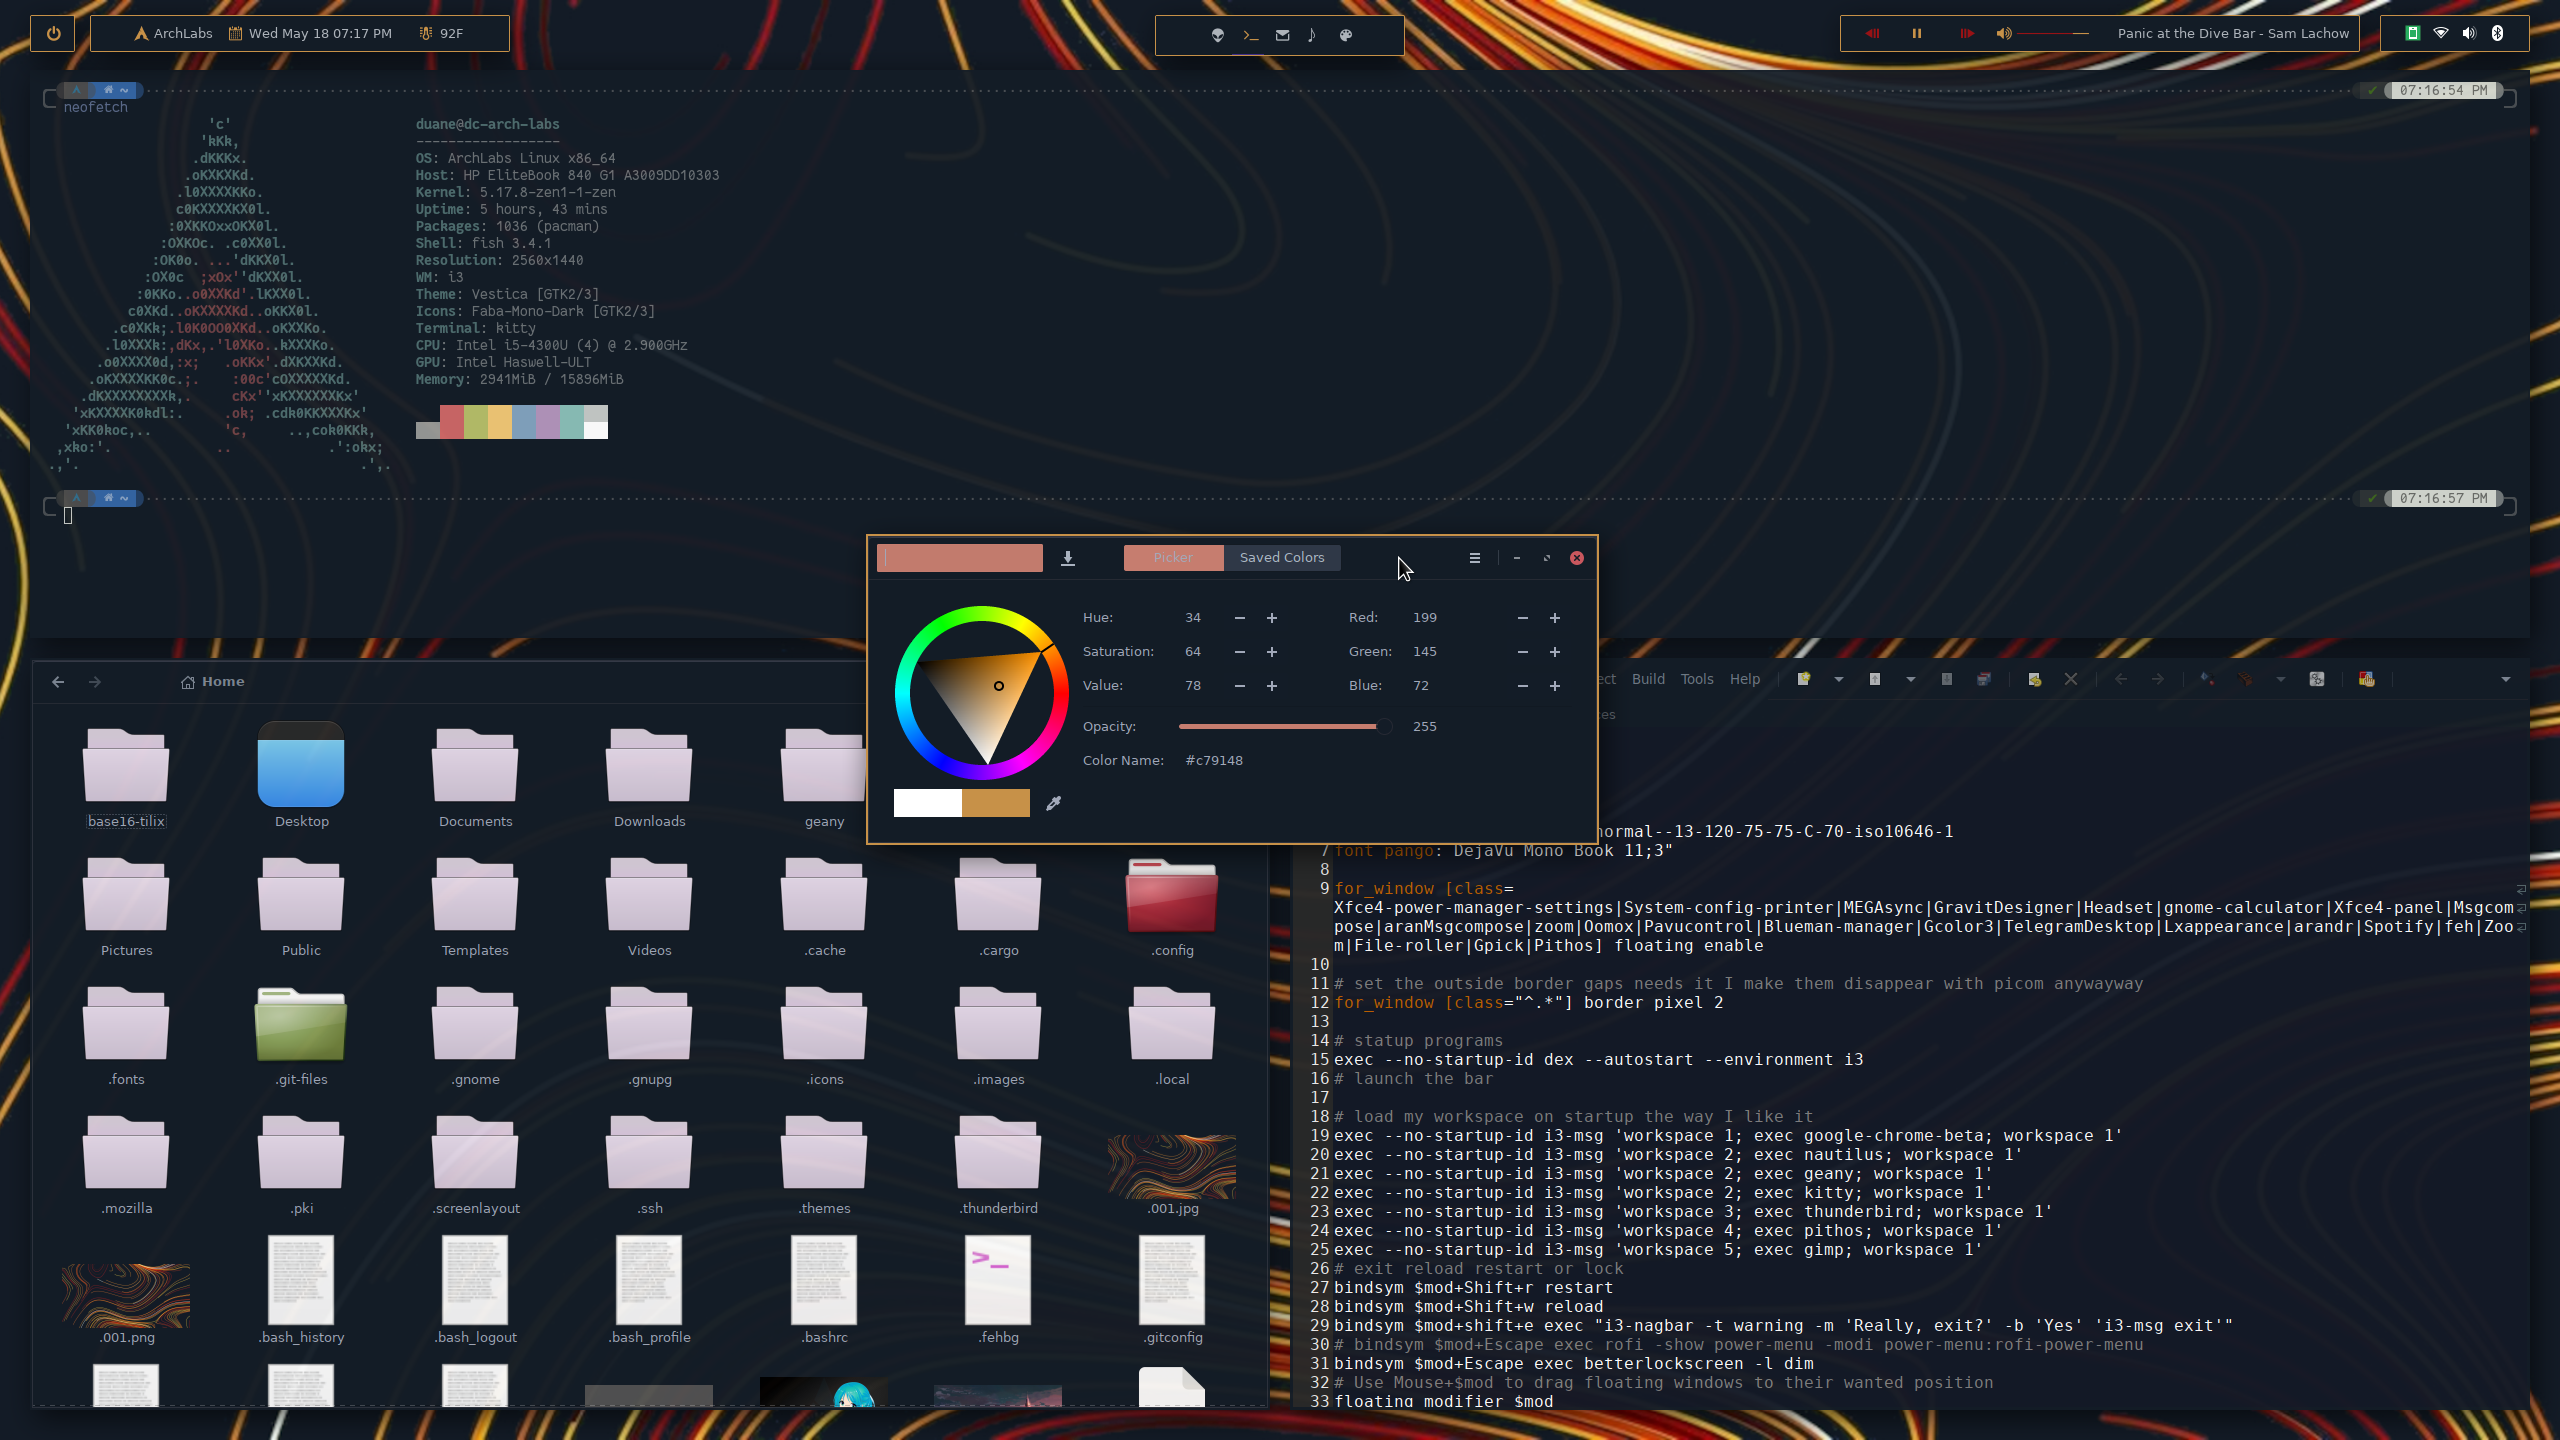 ArchLabs Wed May 18 07:17 PM 92F
Panic at the Dive Bar - Sam Lachow
~ 07:16:54 PM
neofetch
duane@dc-arch-labs
------------------
OS: ArchLabs Linux x86_64
Host: HP EliteBook 840 G1 A3009DD10303
Kernel: 5.17.8-zen1-1-zen
Uptime: 5 hours, 43 mins
Packages: 1036 (pacman)
Shell: fish 3.4.1
Resolution: 2560x1440
WM: i3
Theme: Vestica [GTK2/3]
Icons: Faba-Mono-Dark [GTK2/3]
Terminal: kitty
CPU: Intel i5-4300U (4) @ 2.900GHz
GPU: Intel Haswell-ULT
Memory: 2941MiB / 15896MiB
~ 07:16:57 PM
Picker Saved Colors
Hue: 34 Red: 199
Saturation: 64 Green: 145
Value: 78 Blue: 72
Opacity: 255
Color Name: #c79148
Home
base16-tilix Desktop Documents Downloads geany
Pictures Public Templates Videos .cache .cargo .config
.fonts .git-files .gnome .gnupg .icons .images .local
.mozilla .pki .screenlayout .ssh .themes .thunderbird .001.jpg
.001.png .bash_history .bash_logout .bash_profile .bashrc .fehbg .gitconfig
ect Build Tools Help
es
normal--13-120-75-75-C-70-iso10646-1
7 font pango: DejaVu Mono Book 11;3"
8
9 for_window [class=
Xfce4-power-manager-settings|System-config-printer|MEGAsync|GravitDesigner|Headset|gnome-calculator|Xfce4-panel|Msgcom
pose|aranMsgcompose|zoom|Oomox|Pavucontrol|Blueman-manager|Gcolor3|TelegramDesktop|Lxappearance|arandr|Spotify|feh|Zoo
m|File-roller|Gpick|Pithos] floating enable
10
11 # set the outside border gaps needs it I make them disappear with picom anywayway
12 for_window [class="^.*"] border pixel 2
13
14 # statup programs
15 exec --no-startup-id dex --autostart --environment i3
16 # launch the bar
17
18 # load my workspace on startup the way I like it
19 exec --no-startup-id i3-msg 'workspace 1; exec google-chrome-beta; workspace 1'
20 exec --no-startup-id i3-msg 'workspace 2; exec nautilus; workspace 1'
21 exec --no-startup-id i3-msg 'workspace 2; exec geany; workspace 1'
22 exec --no-startup-id i3-msg 'workspace 2; exec kitty; workspace 1'
23 exec --no-startup-id i3-msg 'workspace 3; exec thunderbird; workspace 1'
24 exec --no-startup-id i3-msg 'workspace 4; exec pithos; workspace 1'
25 exec --no-startup-id i3-msg 'workspace 5; exec gimp; workspace 1'
26 # exit reload restart or lock
27 bindsym $mod+Shift+r restart
28 bindsym $mod+Shift+w reload
29 bindsym $mod+shift+e exec "i3-nagbar -t warning -m 'Really, exit?' -b 'Yes' 'i3-msg exit'"
30 # bindsym $mod+Escape exec rofi -show power-menu -modi power-menu:rofi-power-menu
31 bindsym $mod+Escape exec betterlockscreen -l dim
32 # Use Mouse+$mod to drag floating windows to their wanted position
33 floating_modifier $mod